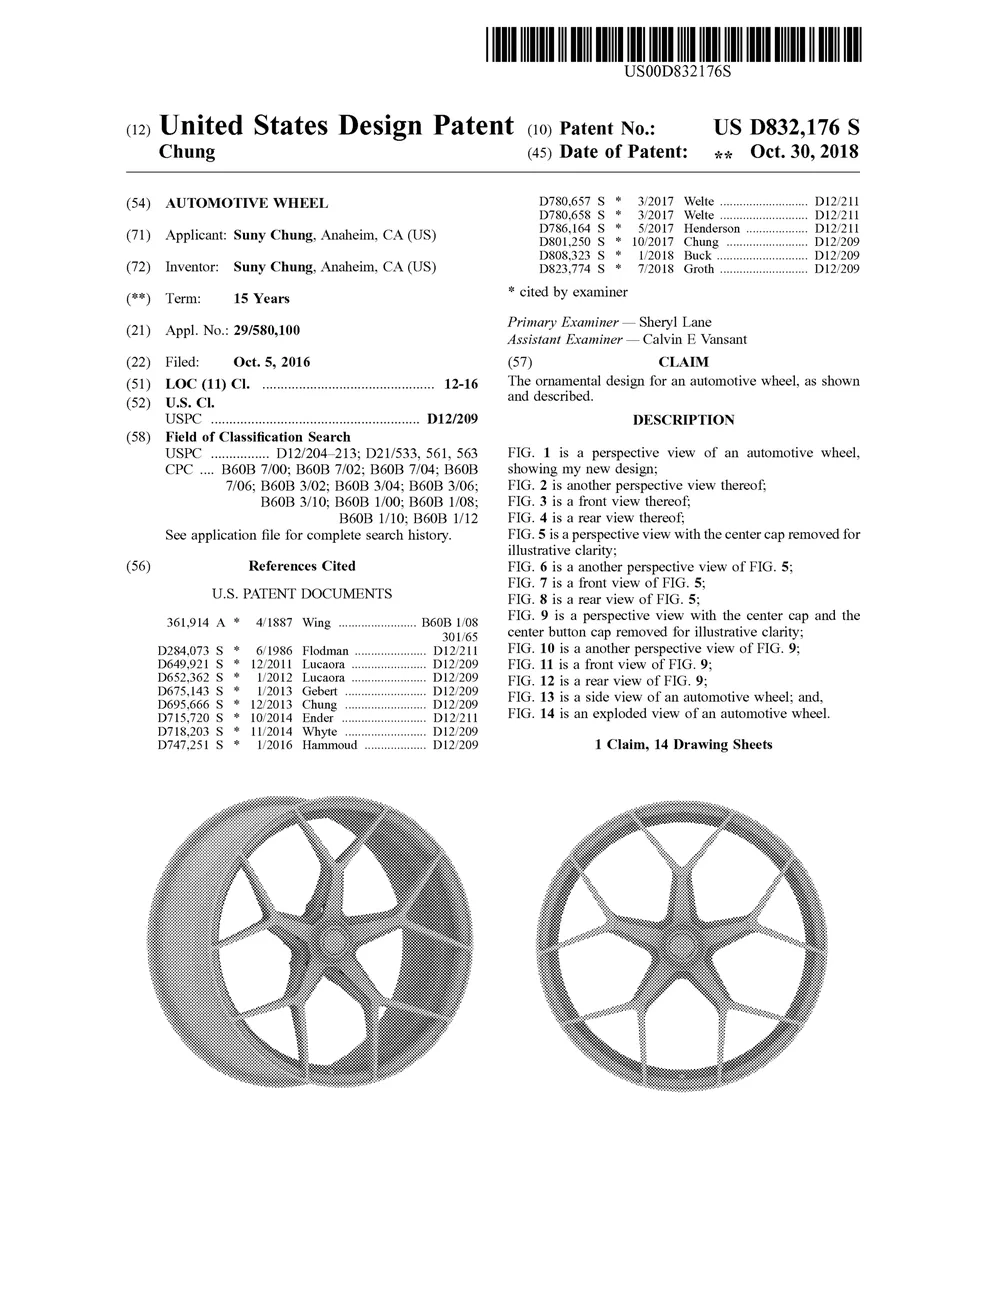 US00D832176S
(12) United States Design Patent
Chung
(10) Patent No.: US D832,176 S
(45) Date of Patent: ** Oct. 30, 2018
(54) AUTOMOTIVE WHEEL
(71) Applicant: Suny Chung, Anaheim, CA (US)
(72) Inventor: Suny Chung, Anaheim, CA (US)
(**) Term: 15 Years
(21) Appl. No.: 29/580,100
(22) Filed: Oct. 5, 2016
(51) LOC (11) Cl. ............................................... 12-16
(52) U.S. Cl.
USPC ......................................................... D12/209
(58) Field of Classification Search
USPC ................ D12/204–213; D21/533, 561, 563
CPC .... B60B 7/00; B60B 7/02; B60B 7/04; B60B
7/06; B60B 3/02; B60B 3/04; B60B 3/06;
B60B 3/10; B60B 1/00; B60B 1/08;
B60B 1/10; B60B 1/12
See application file for complete search history.
(56) References Cited
U.S. PATENT DOCUMENTS
361,914 A * 4/1887 Wing ....................... B60B 1/08
301/65
D284,073 S * 6/1986 Flodman ...................... D12/211
D649,921 S * 12/2011 Lucaora ....................... D12/209
D652,362 S * 1/2012 Lucaora ....................... D12/209
D675,143 S * 1/2013 Gebert ......................... D12/209
D695,666 S * 12/2013 Chung ......................... D12/209
D715,720 S * 10/2014 Ender .......................... D12/211
D718,203 S * 11/2014 Whyte ......................... D12/209
D747,251 S * 1/2016 Hammoud ................... D12/209
D780,657 S * 3/2017 Welte ........................... D12/211
D780,658 S * 3/2017 Welte ........................... D12/211
D786,164 S * 5/2017 Henderson ................... D12/211
D801,250 S * 10/2017 Chung ......................... D12/209
D808,323 S * 1/2018 Buck ............................ D12/209
D823,774 S * 7/2018 Groth ........................... D12/209
* cited by examiner
Primary Examiner — Sheryl Lane
Assistant Examiner — Calvin E Vansant
(57) CLAIM
The ornamental design for an automotive wheel, as shown
and described.
DESCRIPTION
FIG. 1 is a perspective view of an automotive wheel,
showing my new design;
FIG. 2 is another perspective view thereof;
FIG. 3 is a front view thereof;
FIG. 4 is a rear view thereof;
FIG. 5 is a perspective view with the center cap removed for
illustrative clarity;
FIG. 6 is a another perspective view of FIG. 5;
FIG. 7 is a front view of FIG. 5;
FIG. 8 is a rear view of FIG. 5;
FIG. 9 is a perspective view with the center cap and the
center button cap removed for illustrative clarity;
FIG. 10 is a another perspective view of FIG. 9;
FIG. 11 is a front view of FIG. 9;
FIG. 12 is a rear view of FIG. 9;
FIG. 13 is a side view of an automotive wheel; and,
FIG. 14 is an exploded view of an automotive wheel.
1 Claim, 14 Drawing Sheets